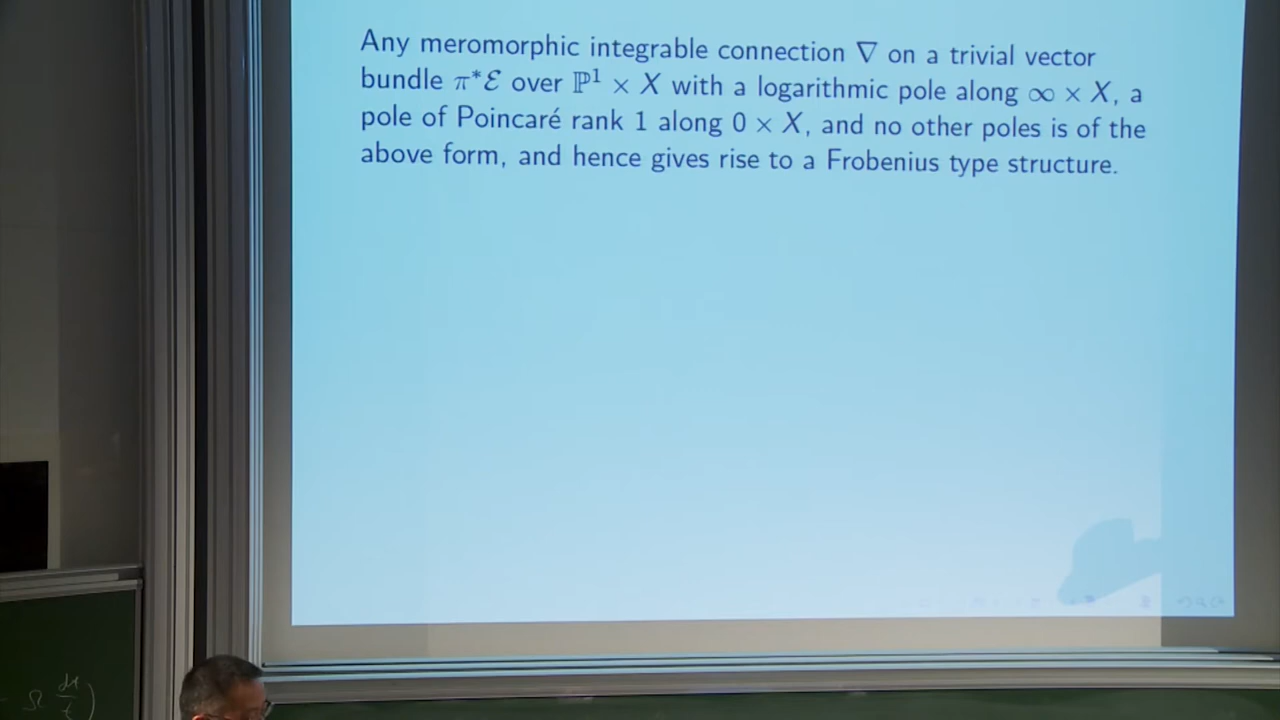 Any meromorphic integrable connection ∇ on a trivial vector
bundle π*ℰ over ℙ¹ × X with a logarithmic pole along ∞ × X, a
pole of Poincaré rank 1 along 0 × X, and no other poles is of the
above form, and hence gives rise to a Frobenius type structure.